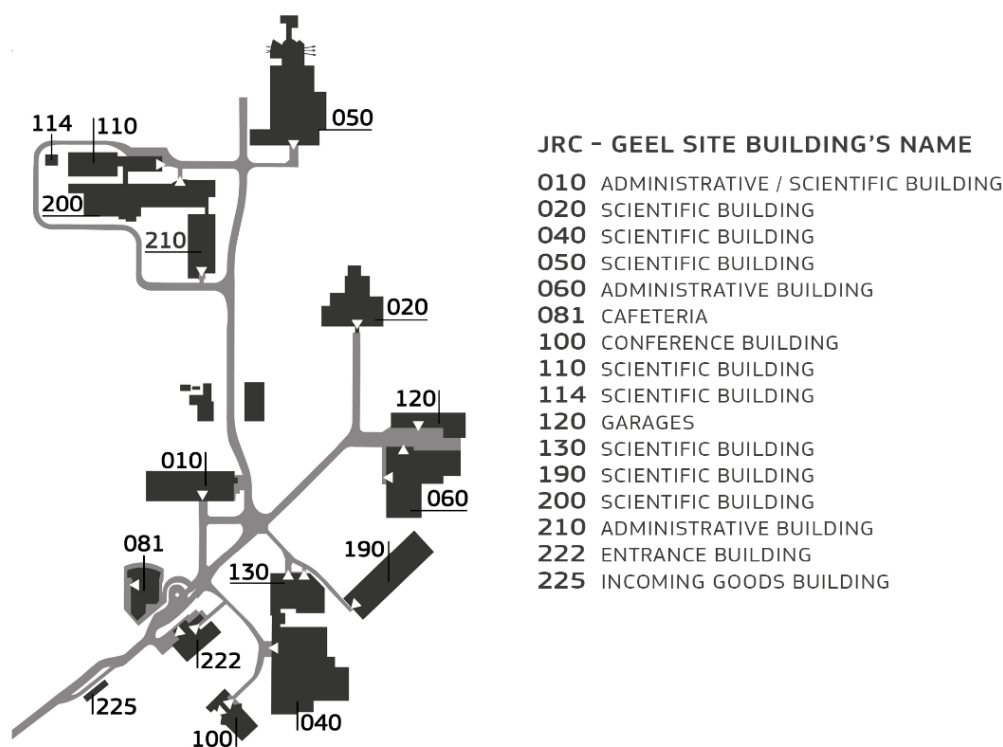 050
114
110
200
210
020
120
010
060
081
190
130
222
225
040
100
JRC - GEEL SITE BUILDING'S NAME
010 ADMINISTRATIVE / SCIENTIFIC BUILDING
020 SCIENTIFIC BUILDING
040 SCIENTIFIC BUILDING
050 SCIENTIFIC BUILDING
060 ADMINISTRATIVE BUILDING
081 CAFETERIA
100 CONFERENCE BUILDING
110 SCIENTIFIC BUILDING
114 SCIENTIFIC BUILDING
120 GARAGES
130 SCIENTIFIC BUILDING
190 SCIENTIFIC BUILDING
200 SCIENTIFIC BUILDING
210 ADMINISTRATIVE BUILDING
222 ENTRANCE BUILDING
225 INCOMING GOODS BUILDING